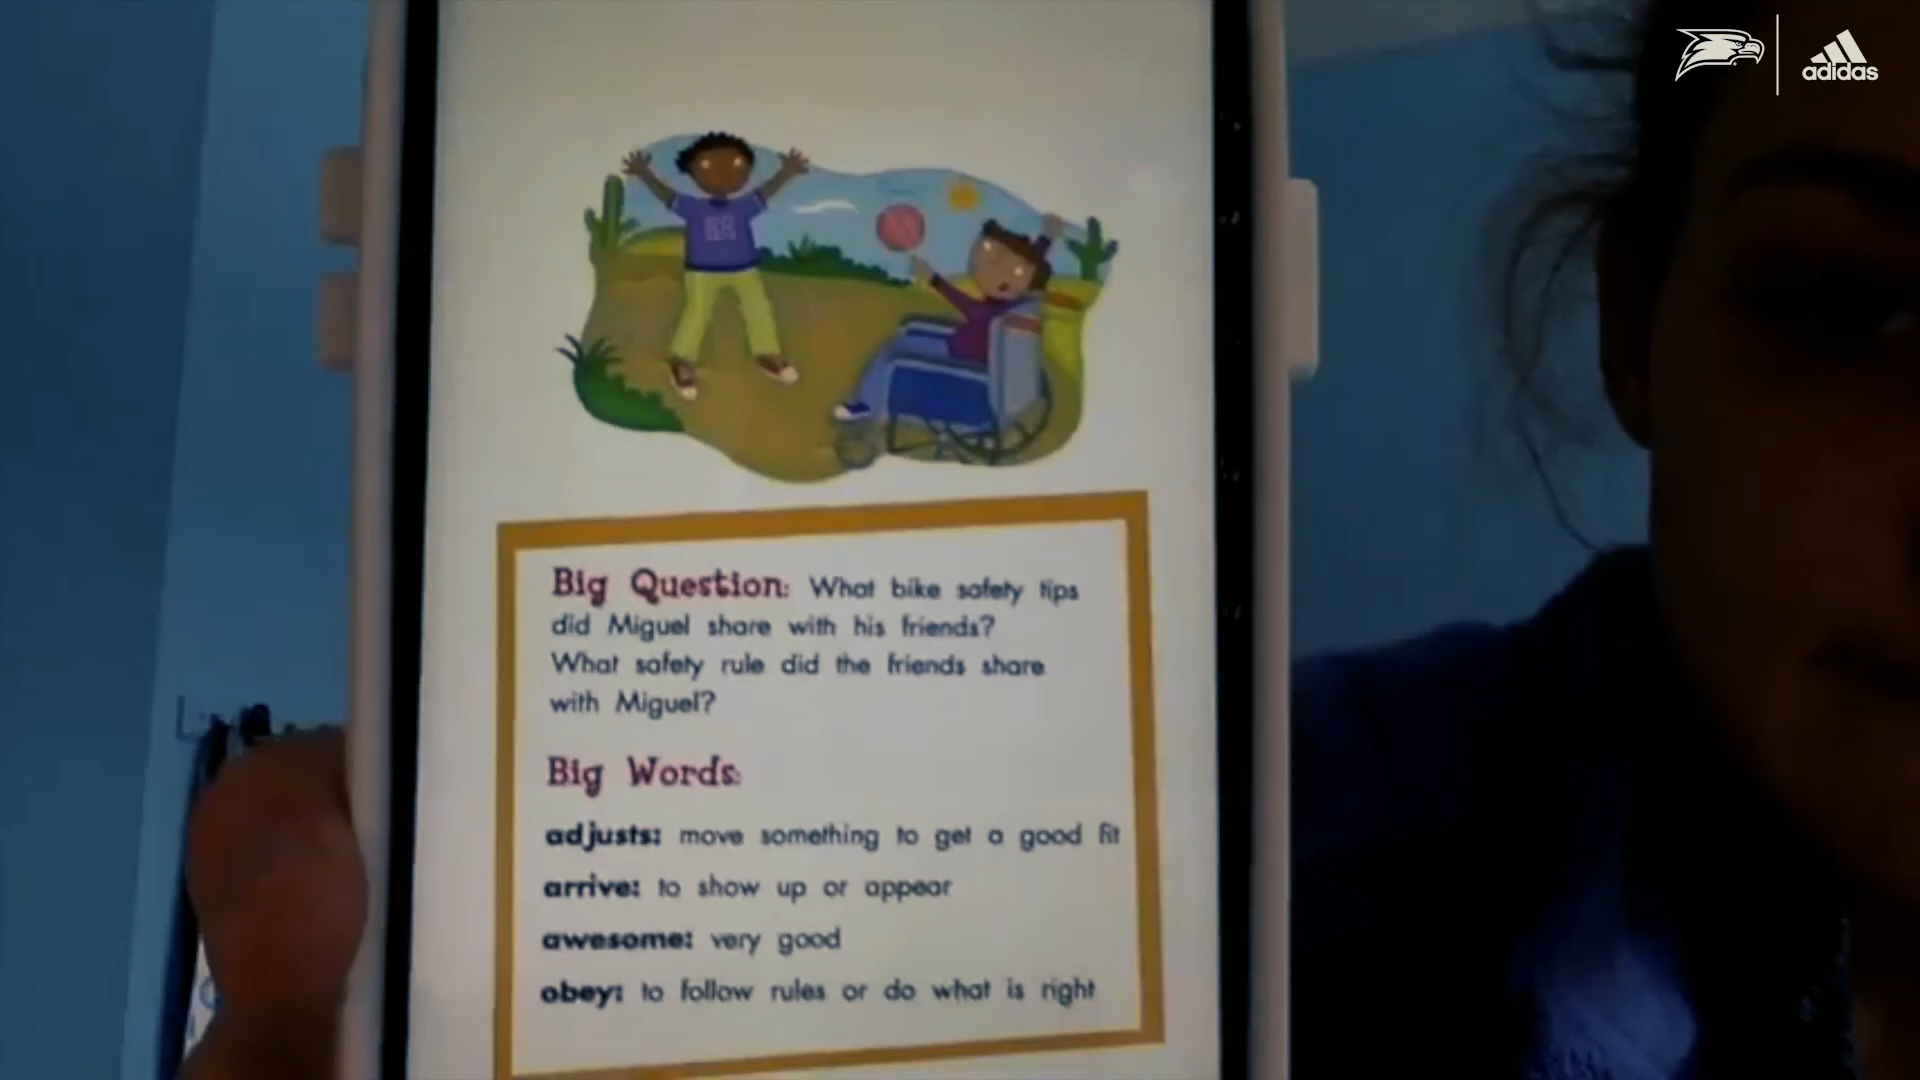 adidas
88
Big Question: What bike safety tips
did Miguel share with his friends?
What safety rule did the friends share
with Miguel?
Big Words:
adjusts: move something to get a good fit
arrive: to show up or appear
awesome: very good
obey: to follow rules or do what is right